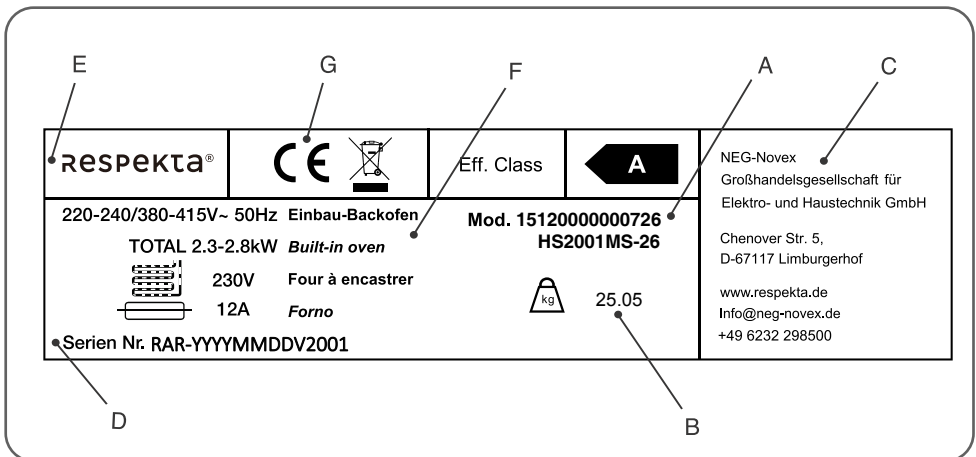 E
G
F
A
C
Respekta®
CE
Eff. Class
A
220-240/380-415V~ 50Hz Einbau-Backofen
TOTAL 2.3-2.8kW Built-in oven
230V Four à encastrer
12A Forno
Serien Nr. RAR-YYYYMMDDV2001
Mod. 15120000000726
HS2001MS-26
kg 25.05
NEG-Novex
Großhandelsgesellschaft für
Elektro- und Haustechnik GmbH
Chenover Str. 5,
D-67117 Limburgerhof
www.respekta.de
Info@neg-novex.de
+49 6232 298500
D
B